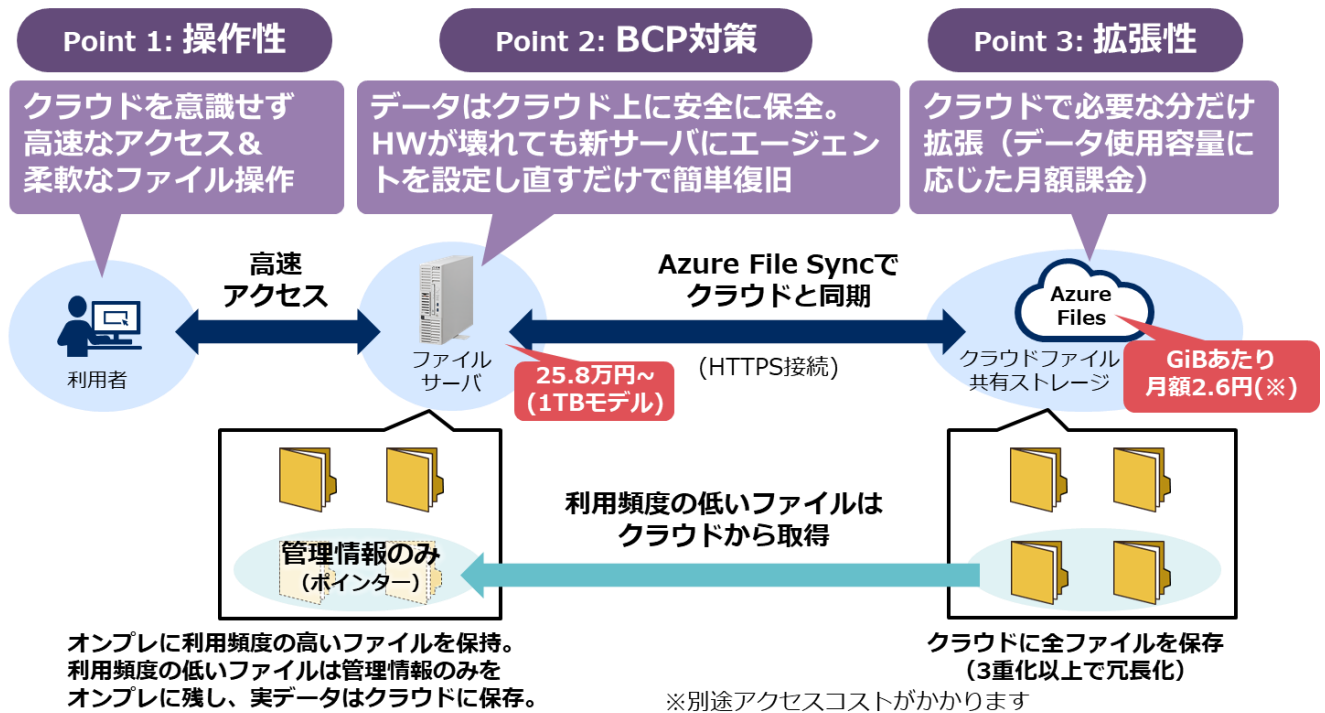 Point 1: 操作性
クラウドを意識せず
高速なアクセス＆
柔軟なファイル操作
Point 2: BCP対策
データはクラウド上に安全に保全。
HWが壊れても新サーバにエージェン
トを設定し直すだけで簡単復旧
Point 3: 拡張性
クラウドで必要な分だけ
拡張（データ使用容量に
応じた月額課金）
利用者
高速
アクセス
ファイル
サーバ
25.8万円~
(1TBモデル)
Azure File Syncで
クラウドと同期
(HTTPS接続)
Azure
Files
クラウドファイル
共有ストレージ
GiBあたり
月額2.6円(※)
管理情報のみ
（ポインター）
利用頻度の低いファイルは
クラウドから取得
オンプレに利用頻度の高いファイルを保持。
利用頻度の低いファイルは管理情報のみを
オンプレに残し、実データはクラウドに保存。
クラウドに全ファイルを保存
（3重化以上で冗長化）
※別途アクセスコストがかかります